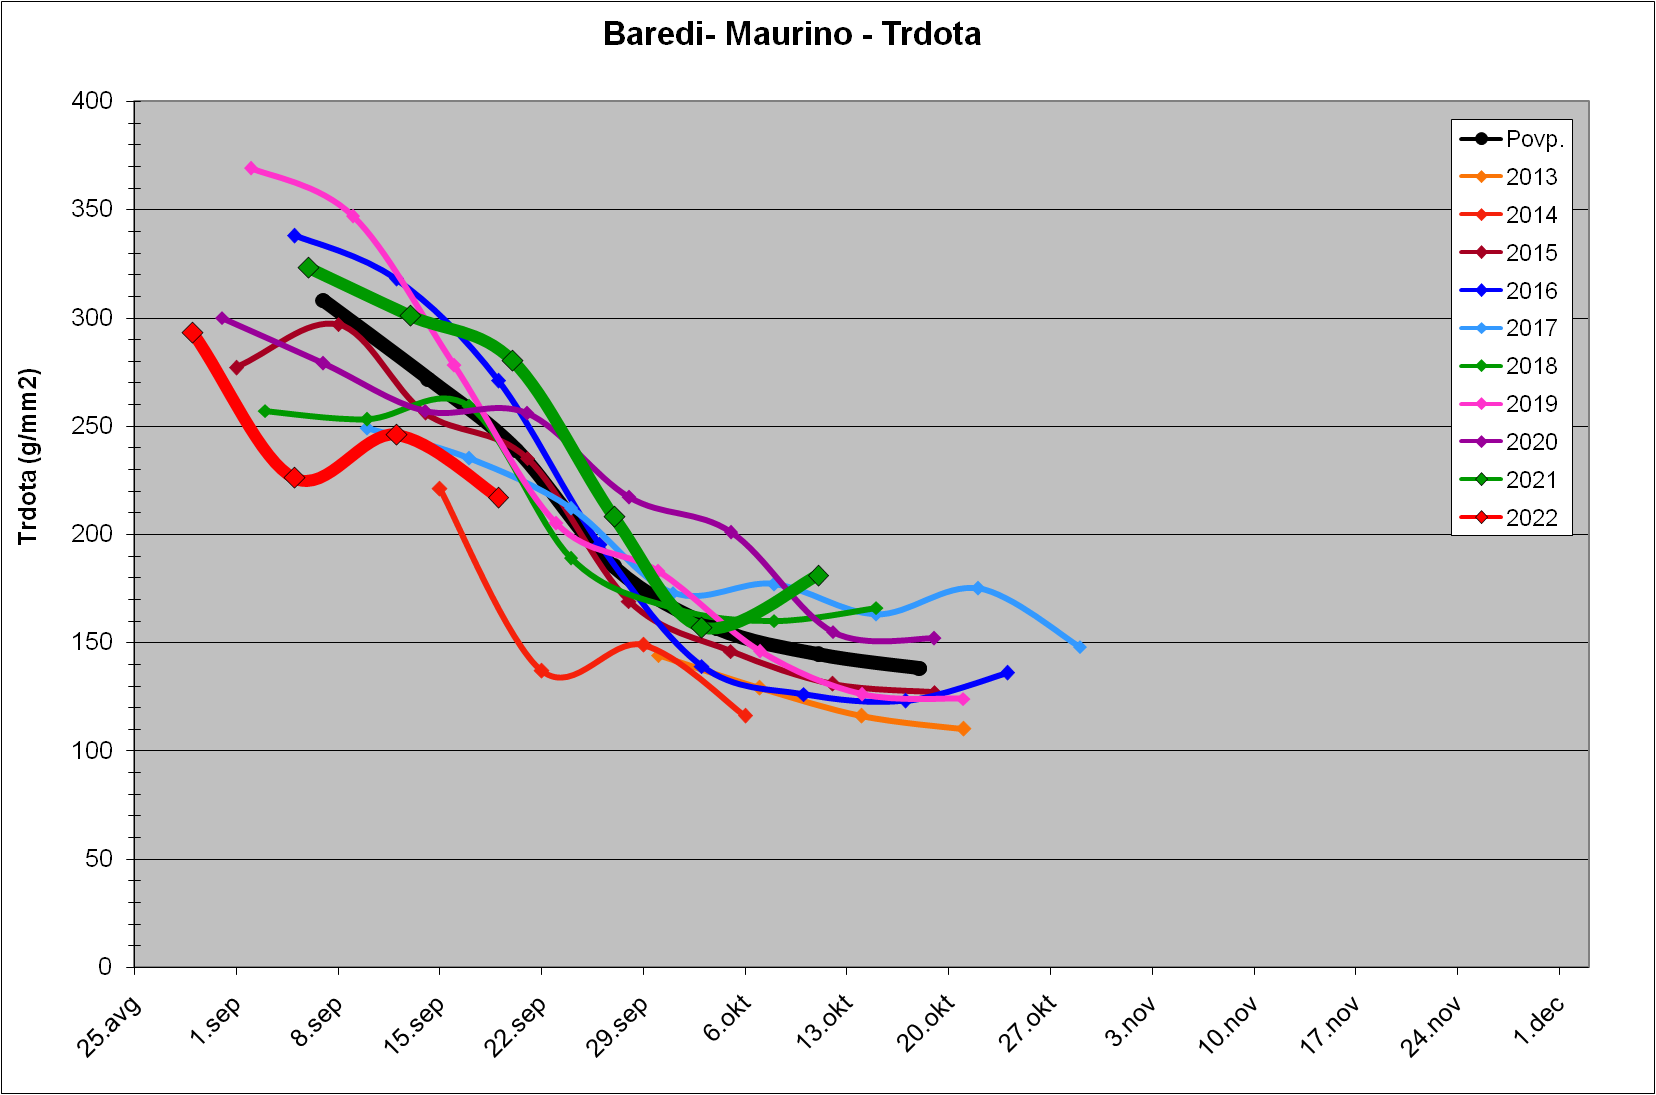 Baredi- Maurino - Trdota
400
350
300
250
200
150
100
50
0
Trdota (g/mm2)
25.avg
1.sep
8.sep
15.sep
22.sep
29.sep
6.okt
13.okt
20.okt
27.okt
3.nov
10.nov
17.nov
24.nov
1.dec
Povp.
2013
2014
2015
2016
2017
2018
2019
2020
2021
2022